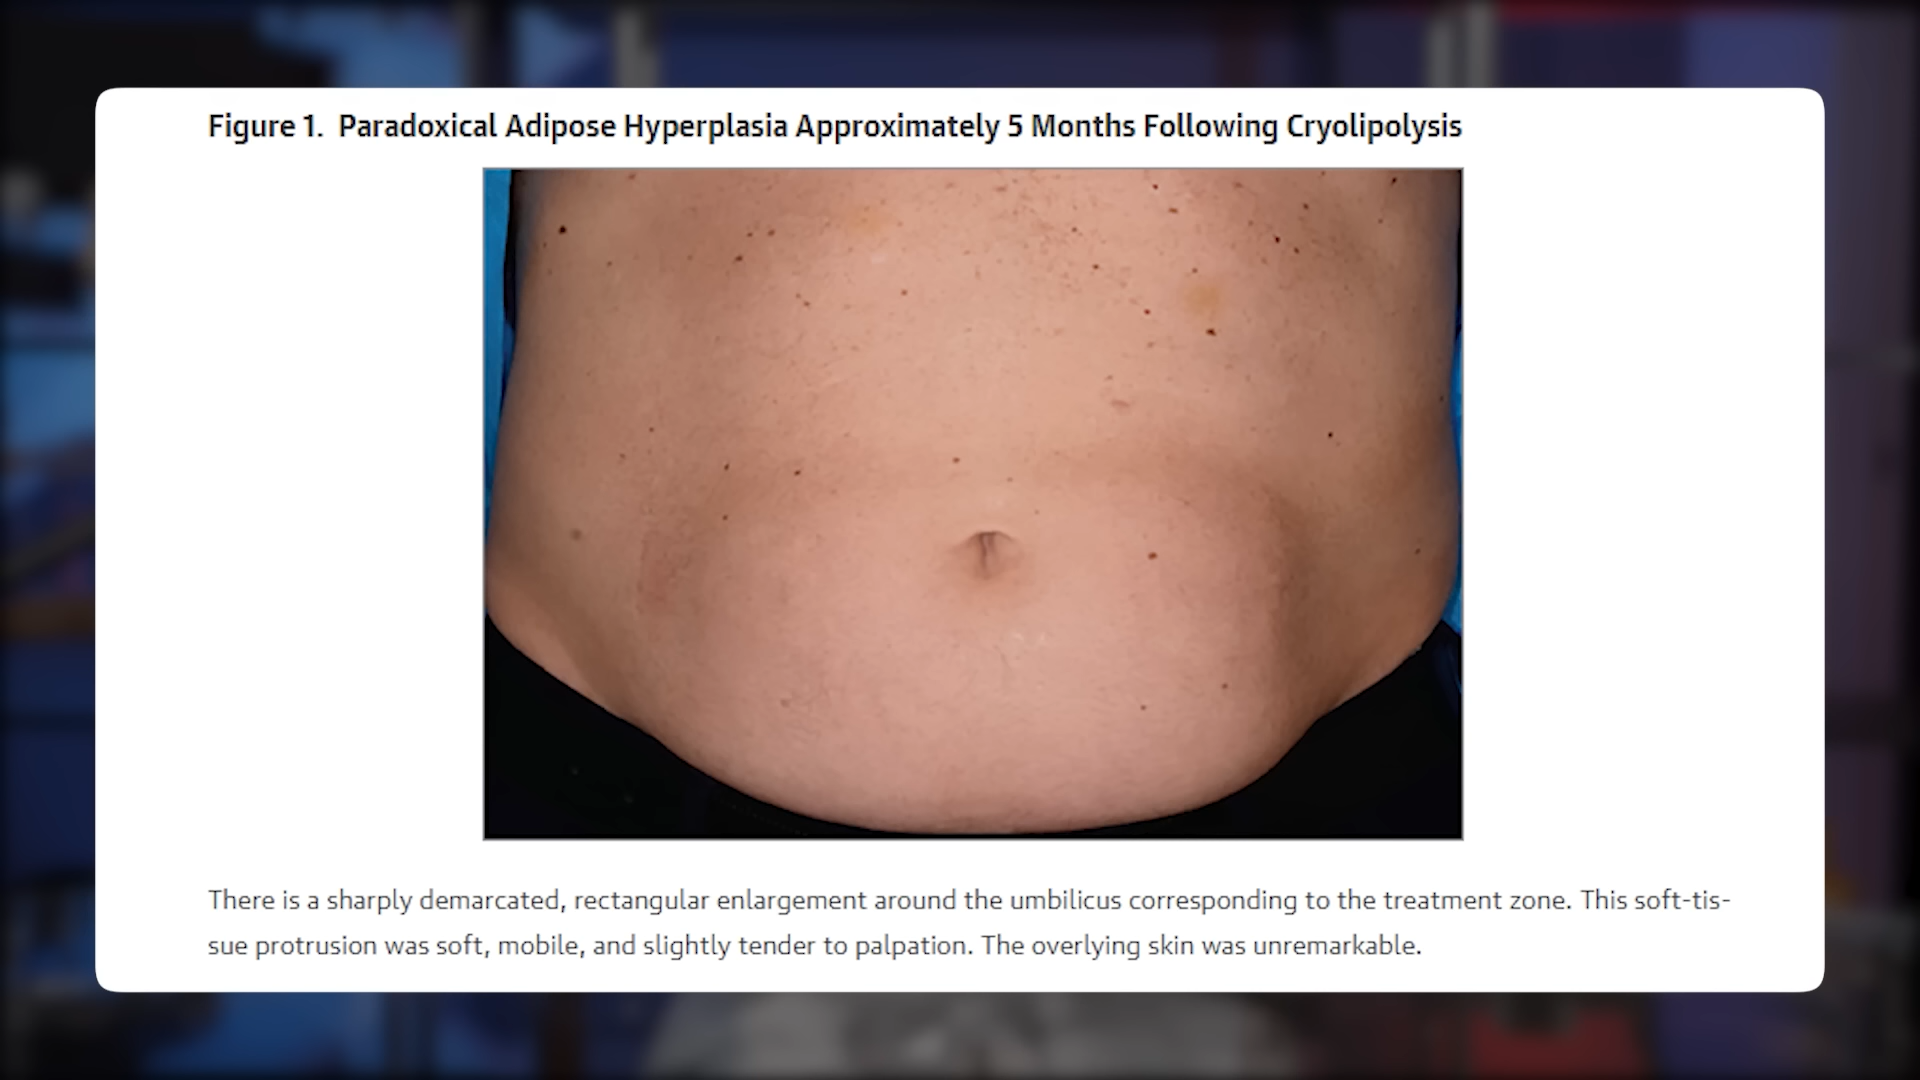 Figure 1. Paradoxical Adipose Hyperplasia Approximately 5 Months Following Cryolipolysis
There is a sharply demarcated, rectangular enlargement around the umbilicus corresponding to the treatment zone. This soft-tis-
sue protrusion was soft, mobile, and slightly tender to palpation. The overlying skin was unremarkable.